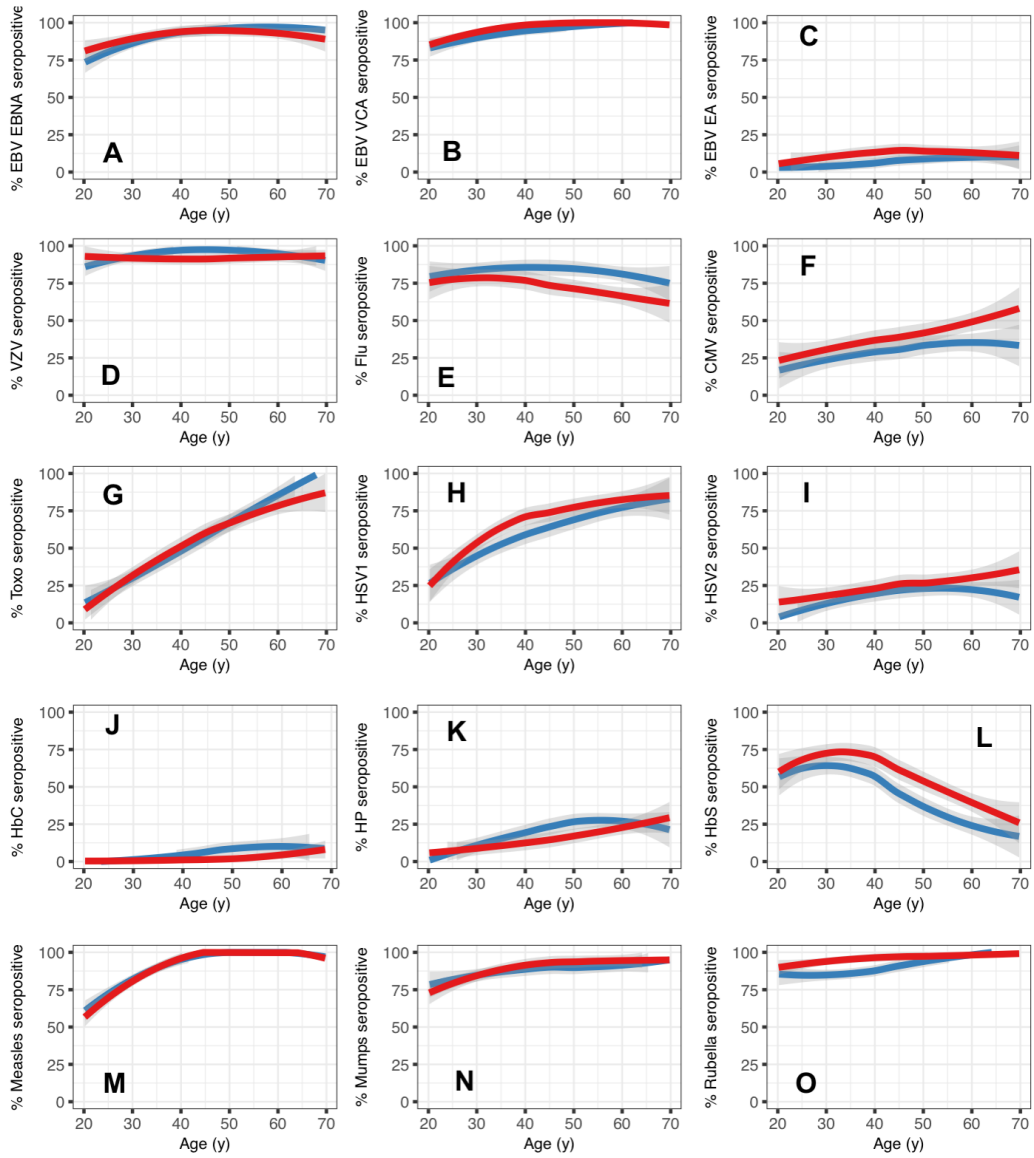 % EBV EBNA seropositive
100
75
50
25
0
A
20 30 40 50 60 70
Age (y)
% EBV VCA seropositive
100
75
50
25
0
B
20 30 40 50 60 70
Age (y)
% EBV EA seropositive
100
75
50
25
0
C
20 30 40 50 60 70
Age (y)
% VZV seropositive
100
75
50
25
0
D
20 30 40 50 60 70
Age (y)
% Flu seropositive
100
75
50
25
0
E
20 30 40 50 60 70
Age (y)
% CMV seropositive
100
75
50
25
0
F
20 30 40 50 60 70
Age (y)
% Toxo seropositive
100
75
50
25
0
G
20 30 40 50 60 70
Age (y)
% HSV1 seropositive
100
75
50
25
0
H
20 30 40 50 60 70
Age (y)
% HSV2 seropositive
100
75
50
25
0
I
20 30 40 50 60 70
Age (y)
% HbC seropositive
100
75
50
25
0
J
20 30 40 50 60 70
Age (y)
% HP seropositive
100
75
50
25
0
K
20 30 40 50 60 70
Age (y)
% HbS seropositive
100
75
50
25
0
L
20 30 40 50 60 70
Age (y)
% Measles seropositive
100
75
50
25
0
M
20 30 40 50 60 70
Age (y)
% Mumps seropositive
100
75
50
25
0
N
20 30 40 50 60 70
Age (y)
% Rubella seropositive
100
75
50
25
0
O
20 30 40 50 60 70
Age (y)